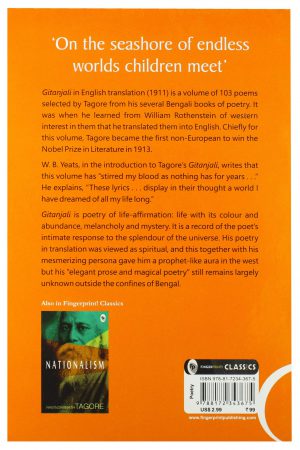 'On the seashore of endless
worlds children meet'
Gitanjali in English translation (1911) is a volume of 103 poems
selected by Tagore from his several Bengali books of poetry. It
was when he learned from William Rothenstein of western
interest in them that he translated them into English. Chiefly for
this volume, Tagore became the first non-European to win the
Nobel Prize in Literature in 1913.
W. B. Yeats, in the introduction to Tagore's Gitanjali, writes that
this volume has "stirred my blood as nothing has for years . . ."
He explains, "These lyrics . . . display in their thought a world I
have dreamed of all my life long."
Gitanjali is poetry of life-affirmation: life with its colour and
abundance, melancholy and mystery. It is a record of the poet's
intimate response to the splendour of the universe. His poetry
in translation was viewed as spiritual, and this together with his
mesmerizing persona gave him a prophet-like aura in the west
but his "elegant prose and magical poetry" still remains largely
unknown outside the confines of Bengal.
Also in Fingerprint! Classics
NATIONALISM
RABINDRANATH TAGORE
FINGERPRINT! CLASSICS
Poetry
ISBN 978-81-7234-367-5
9 788172 343675
US$ 2.99 ₹ 99
www.fingerprintpublishing.com